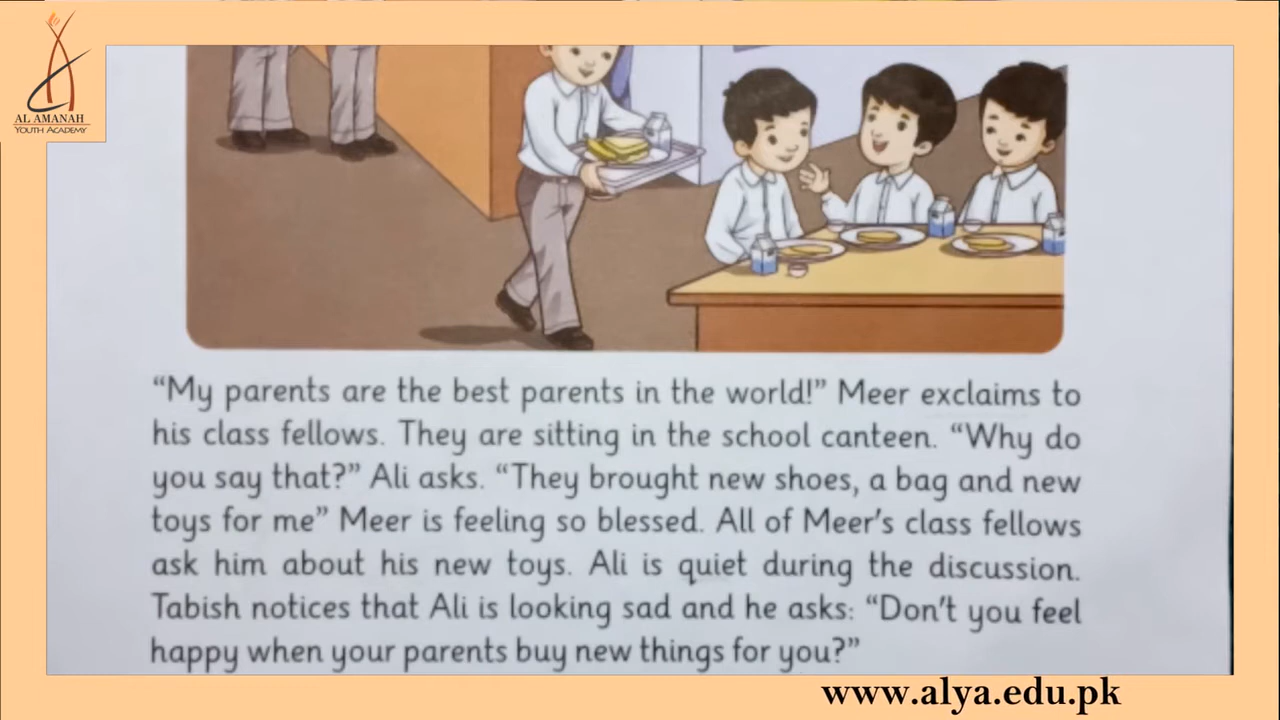 AL AMANAH
YOUTH ACADEMY
“My parents are the best parents in the world!” Meer exclaims to
his class fellows. They are sitting in the school canteen. “Why do
you say that?” Ali asks. “They brought new shoes, a bag and new
toys for me” Meer is feeling so blessed. All of Meer’s class fellows
ask him about his new toys. Ali is quiet during the discussion.
Tabish notices that Ali is looking sad and he asks: “Don’t you feel
happy when your parents buy new things for you?”
www.alya.edu.pk